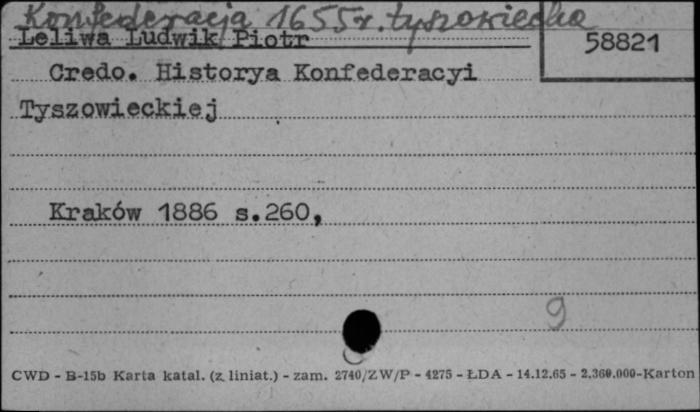 Konfederacja 1655r. tyszowiecka
Leliwa Ludwik Piotr
58821
Credo. Historya Konfederacyi
Tyszowieckiej
Kraków 1886 s.260,
9
CWD - B-15b Karta katal. (z liniat.) - zam. 2740/ZW/P - 4275 - ŁDA - 14.12.65 - 2.360.000-Karton